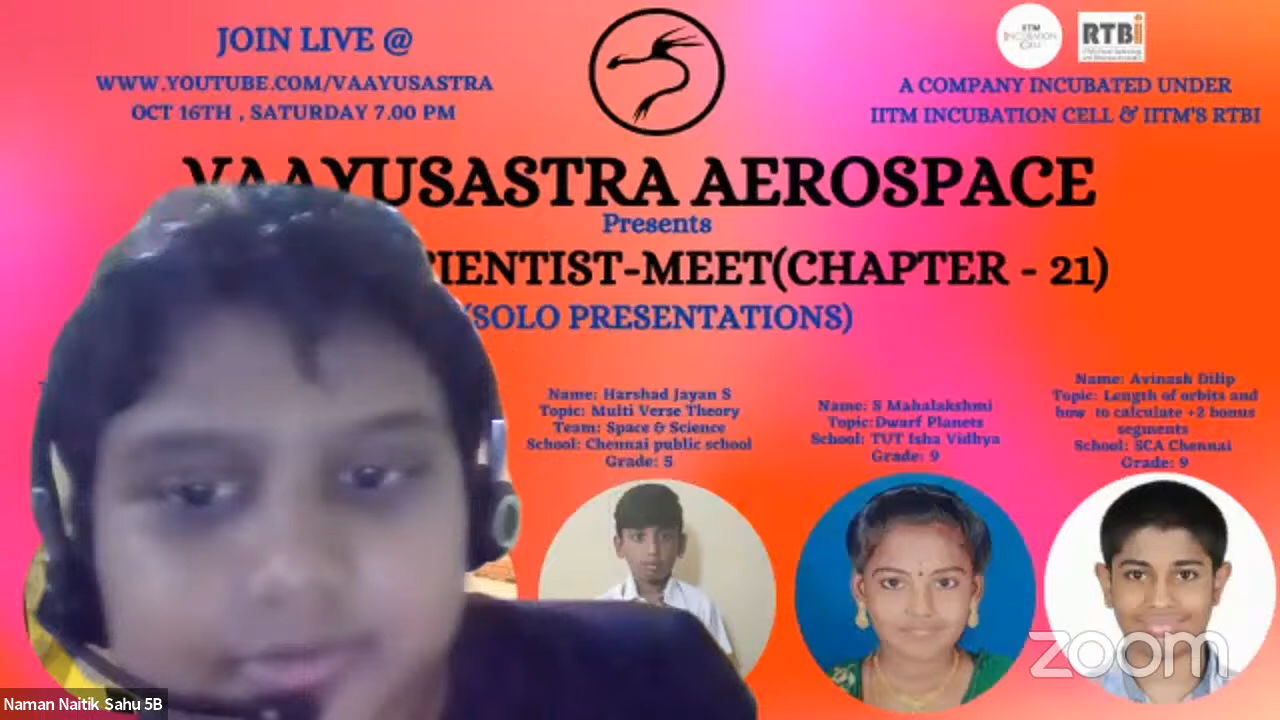 JOIN LIVE @
WWW.YOUTUBE.COM/VAAYUSASTRA
OCT 16TH , SATURDAY 7.00 PM
IITM
INCUBATION
CELL
RTBi
A COMPANY INCUBATED UNDER
IITM INCUBATION CELL & IITM'S RTBI
VAAYUSASTRA AEROSPACE
Presents
CIENTIST-MEET(CHAPTER - 21)
(SOLO PRESENTATIONS)
Name: Harshad Jayan S
Topic: Multi Verse Theory
Team: Space & Science
School: Chennai public school
Grade: 5
Name: S Mahalakshmi
Topic:Dwarf Planets
School: TUT Isha Vidhya
Grade: 9
Name: Avinash Dilip
Topic: Length of orbits and
how to calculate +2 bonus
segments
School: SCA Chennai
Grade: 9
zoom
Naman Naitik Sahu 5B